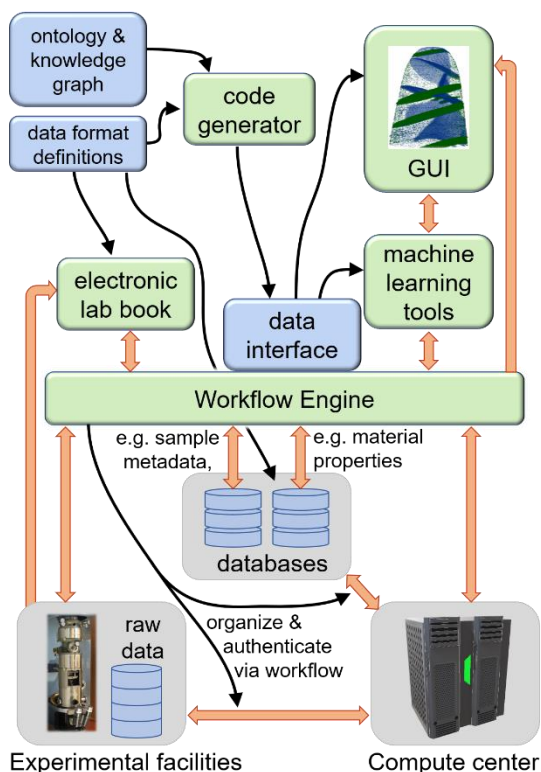 ontology &
knowledge
graph
data format
definitions
code
generator
GUI
electronic
lab book
data
interface
machine
learning
tools
Workflow Engine
e.g. sample
metadata,
e.g. material
properties
databases
organize &
authenticate
via workflow
raw
data
Experimental facilities
Compute center